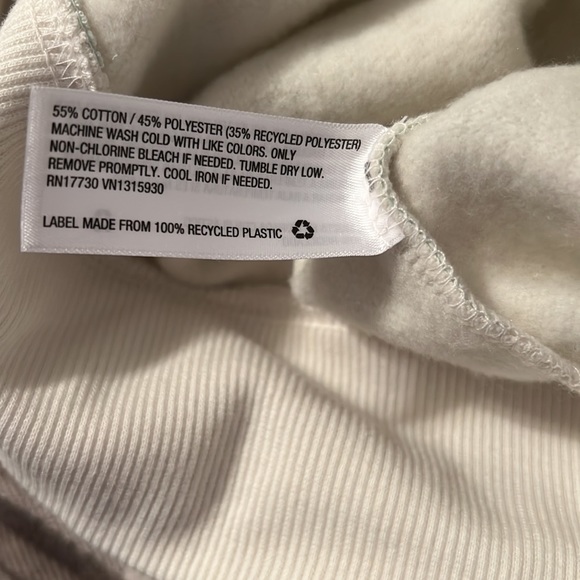 55% COTTON / 45% POLYESTER (35% RECYCLED POLYESTER)
MACHINE WASH COLD WITH LIKE COLORS. ONLY
NON-CHLORINE BLEACH IF NEEDED. TUMBLE DRY LOW.
REMOVE PROMPTLY. COOL IRON IF NEEDED.
RN17730 VN1315930
LABEL MADE FROM 100% RECYCLED PLASTIC